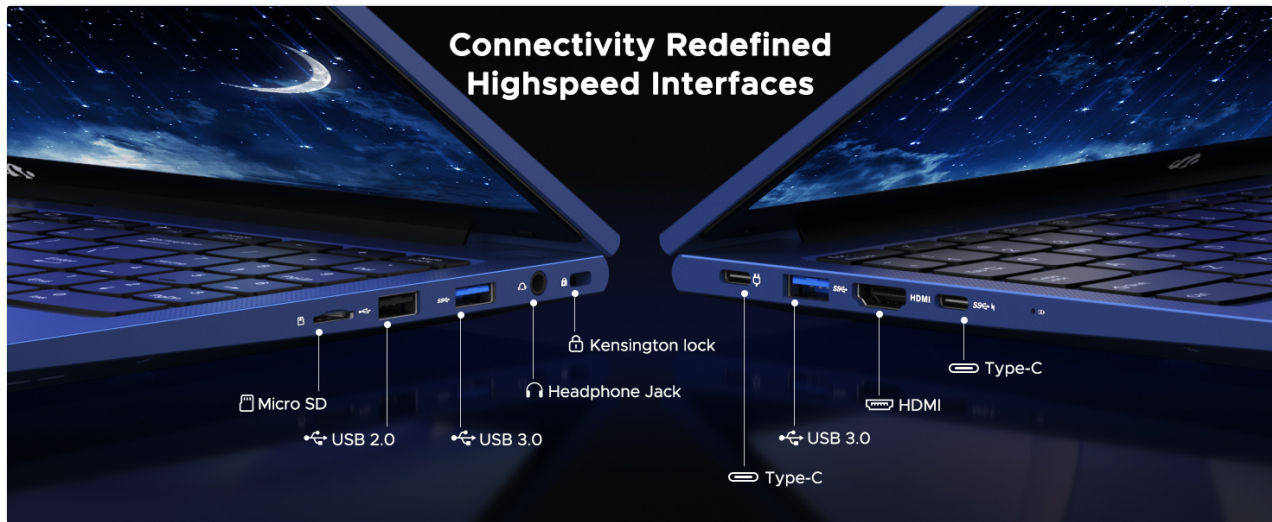 Connectivity Redefined
Highspeed Interfaces
HDMI
Kensington lock
Type-C
Headphone Jack
Micro SD
HDMI
USB 2.0
USB 3.0
USB 3.0
Type-C